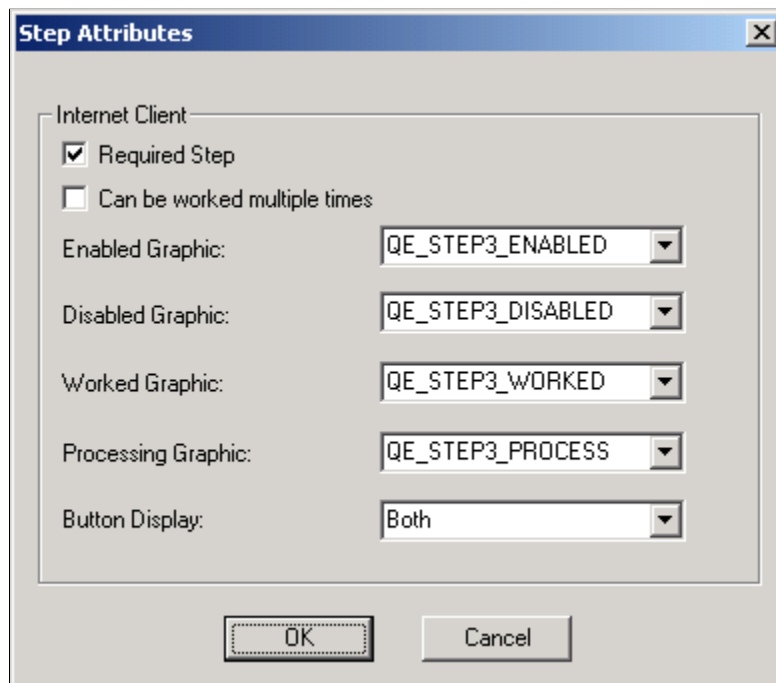 Step Attributes
Internet Client
Required Step
Can be worked multiple times
Enabled Graphic: QE_STEP3_ENABLED
Disabled Graphic: QE_STEP3_DISABLED
Worked Graphic: QE_STEP3_WORKED
Processing Graphic: QE_STEP3_PROCESS
Button Display: Both
OK Cancel